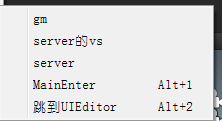 gm
server的vs
server
MainEnter Alt+1
跳到UIEditor Alt+2